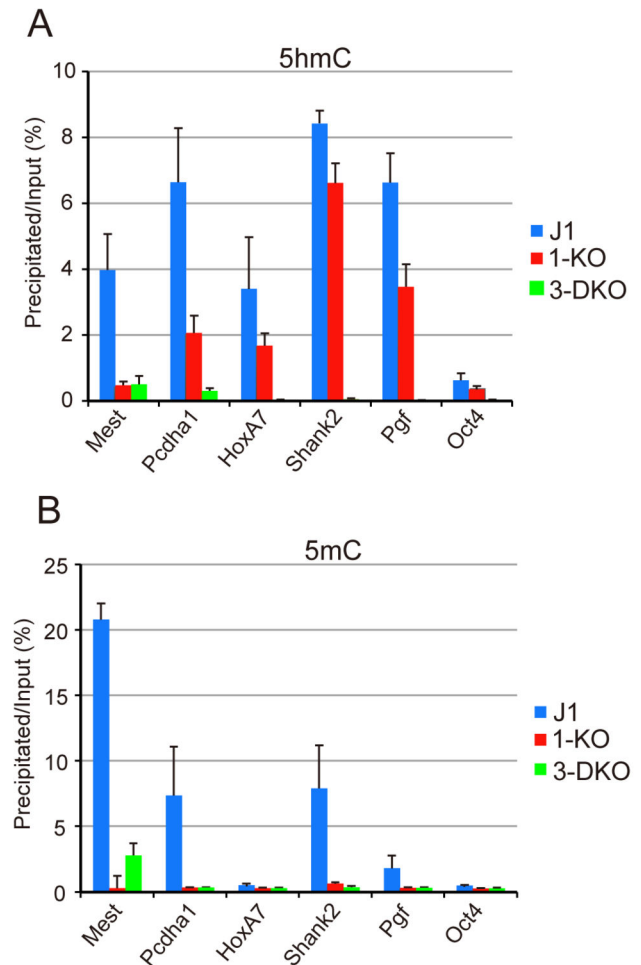 A
5hmC
Precipitated/Input (%)
10
8
6
4
2
0
Mest
Pcdha1
HoxA7
Shank2
Pgf
Oct4
J1
1-KO
3-DKO
B
5mC
Precipitated/Input (%)
25
20
15
10
5
0
Mest
Pcdha1
HoxA7
Shank2
Pgf
Oct4
J1
1-KO
3-DKO